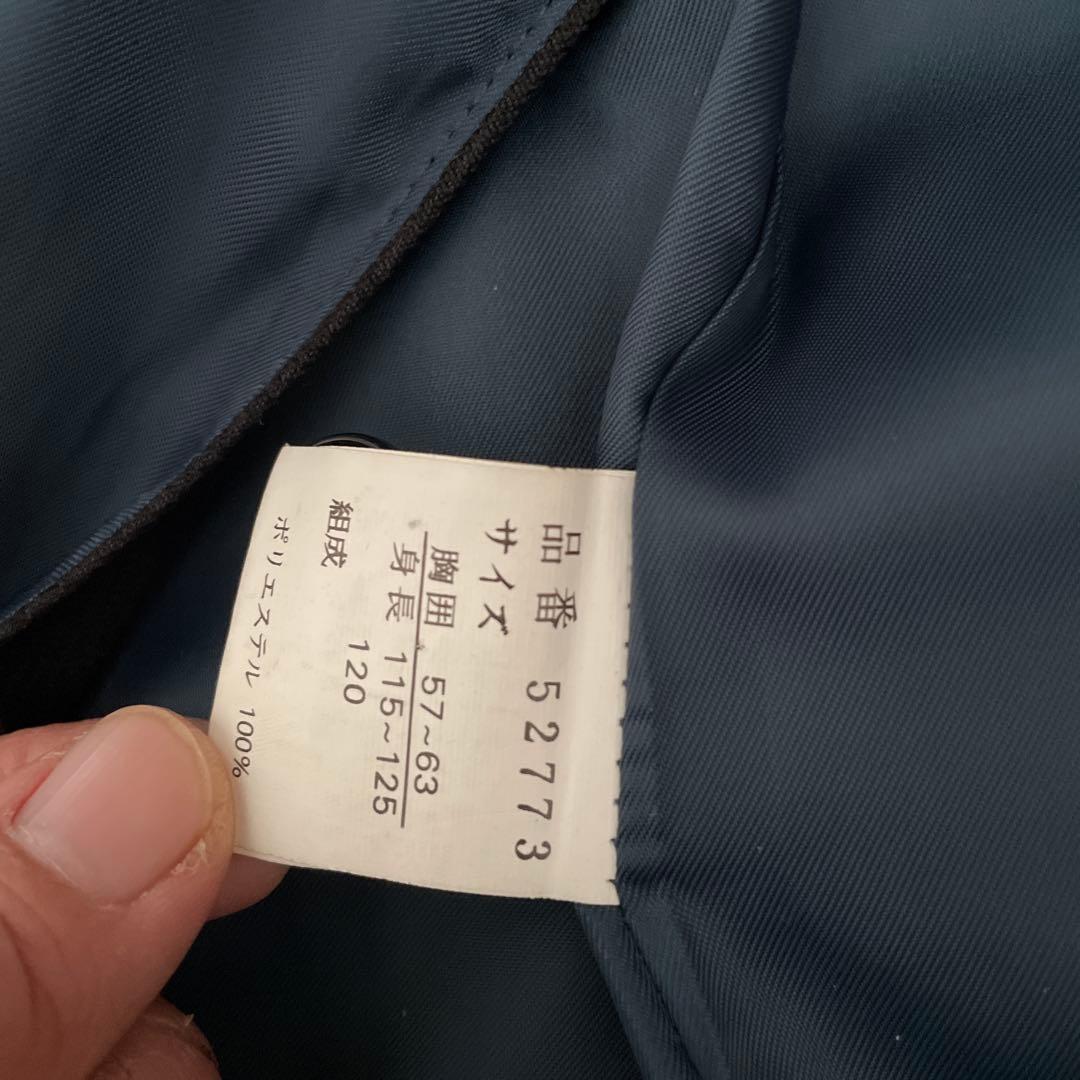 品番 52773
サイズ
胸囲 57~63
身長 115~125
120
組成
ポリエステル 100%